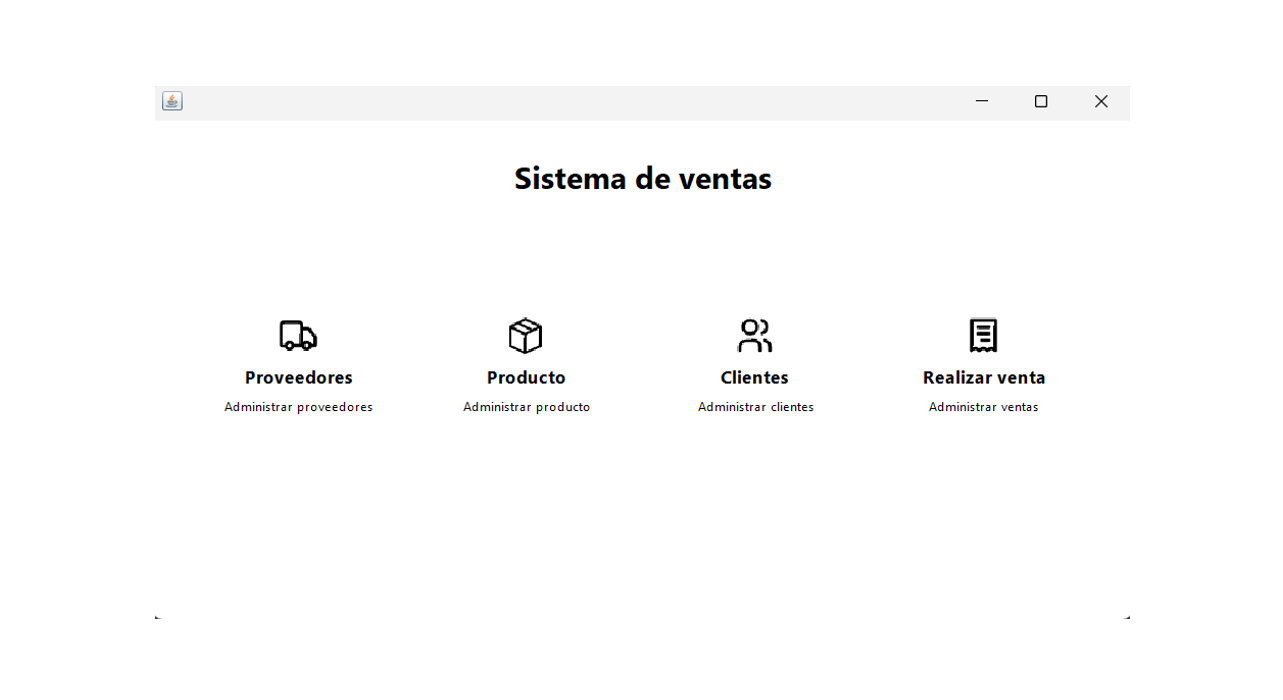 Sistema de ventas
Proveedores
Administrar proveedores
Producto
Administrar producto
Clientes
Administrar clientes
Realizar venta
Administrar ventas